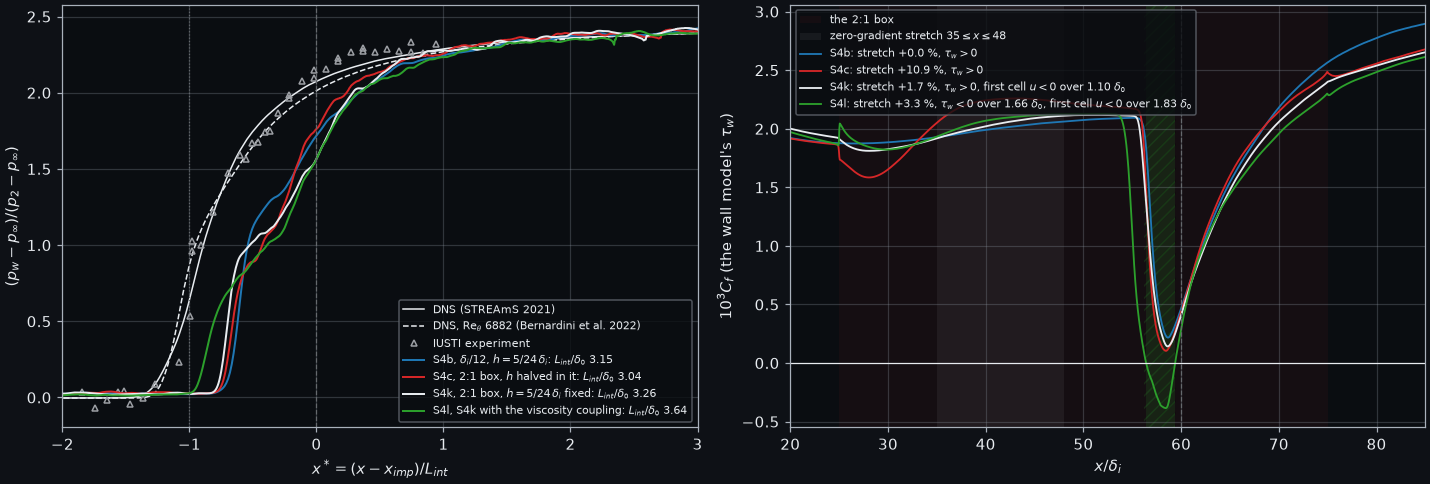 2.5
2.0
1.5
1.0
0.5
0.0
(p_w − p_∞)/(p_2 − p_∞)
DNS (STREAmS 2021)
DNS, Re_θ 6882 (Bernardini et al. 2022)
IUSTI experiment
S4b, δ_i/12, h = 5/24 δ_i: L_int/δ_0 3.15
S4c, 2:1 box, h halved in it: L_int/δ_0 3.04
S4k, 2:1 box, h = 5/24 δ_i fixed: L_int/δ_0 3.26
S4l, S4k with the viscosity coupling: L_int/δ_0 3.64
−2 −1 0 1 2 3
x* = (x − x_imp)/L_int
3.0
2.5
2.0
1.5
1.0
0.5
0.0
−0.5
10³C_f (the wall model's τ_w)
the 2:1 box
zero-gradient stretch 35 ≤ x ≤ 48
S4b: stretch +0.0 %, τ_w > 0
S4c: stretch +10.9 %, τ_w > 0
S4k: stretch +1.7 %, τ_w > 0, first cell u < 0 over 1.10 δ_0
S4l: stretch +3.3 %, τ_w < 0 over 1.66 δ_0, first cell u < 0 over 1.83 δ_0
20 30 40 50 60 70 80
x/δ_i